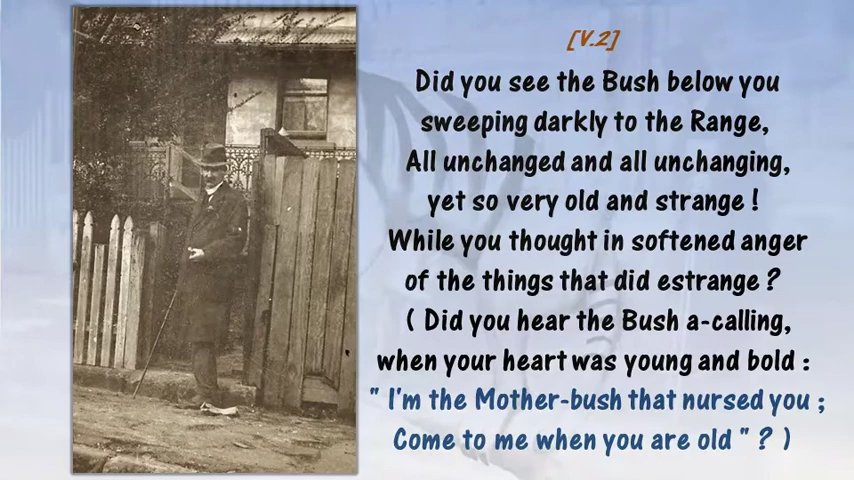 [V.2]
Did you see the Bush below you
sweeping darkly to the Range,
All unchanged and all unchanging,
yet so very old and strange !
While you thought in softened anger
of the things that did estrange ?
( Did you hear the Bush a-calling,
when your heart was young and bold :
" I'm the Mother-bush that nursed you ;
Come to me when you are old " ? )